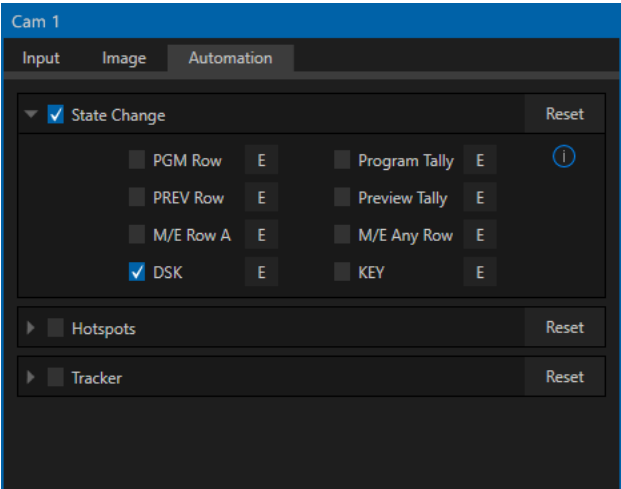 Cam 1
Input Image Automation
State Change Reset
PGM Row E Program Tally E
PREV Row E Preview Tally E
M/E Row A E M/E Any Row E
DSK E KEY E
Hotspots Reset
Tracker Reset